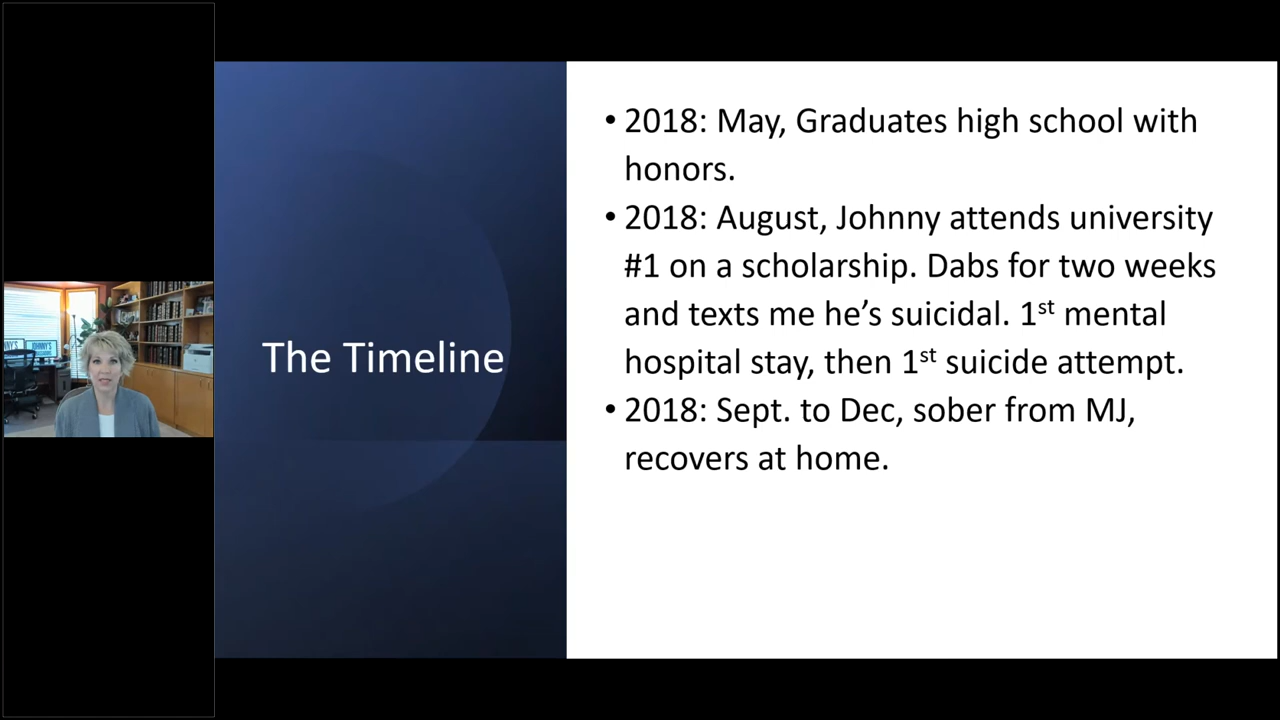 The Timeline
• 2018: May, Graduates high school with
honors.
• 2018: August, Johnny attends university
#1 on a scholarship. Dabs for two weeks
and texts me he’s suicidal. 1st mental
hospital stay, then 1st suicide attempt.
• 2018: Sept. to Dec, sober from MJ,
recovers at home.
JOHNNY'S